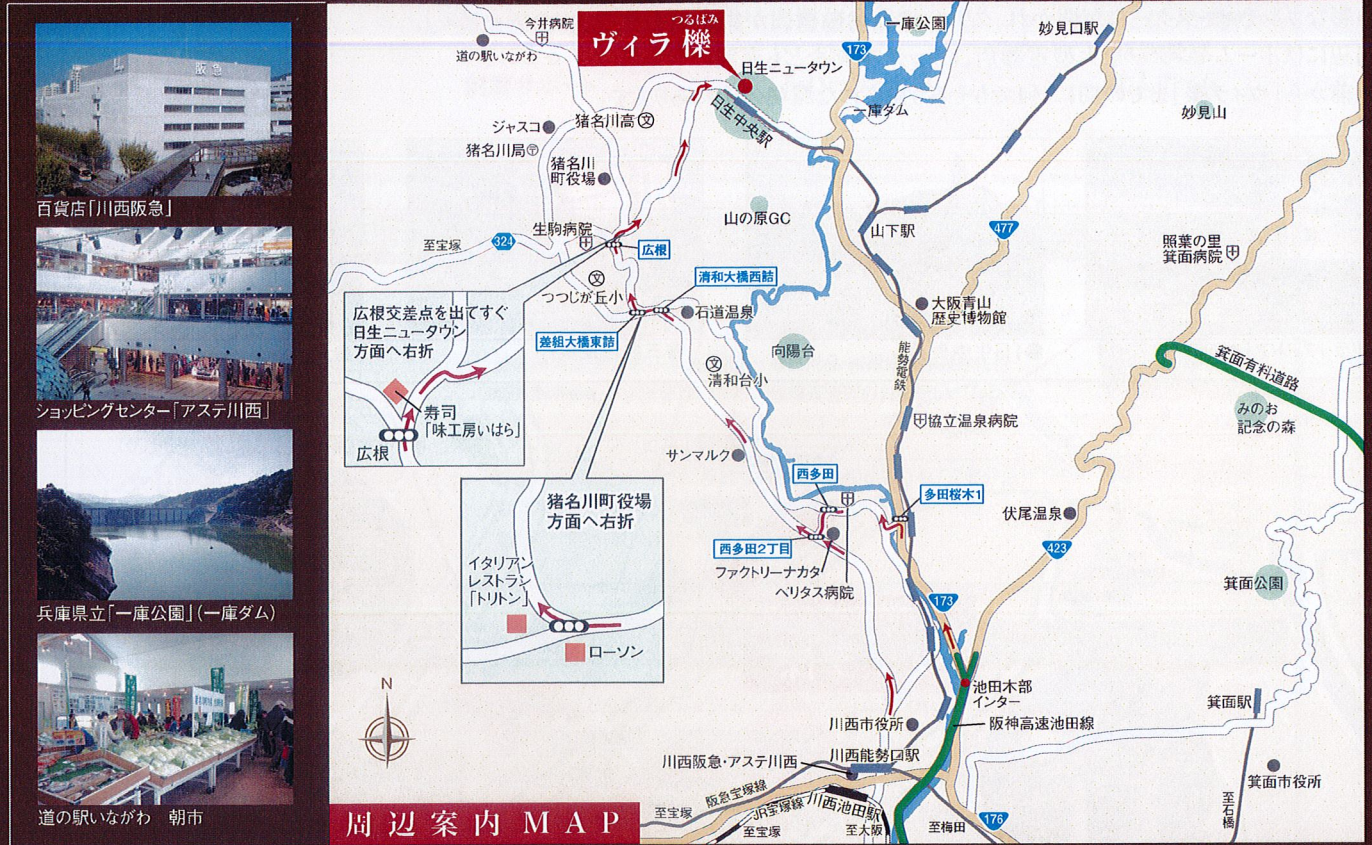 阪急
百貨店「川西阪急」
ショッピングセンター「アステ川西」
兵庫県立「一庫公園」(一庫ダム)
道の駅いながわ 朝市
つるばみ
ヴィラ橡
今井病院
道の駅いながわ
一庫公園
173
妙見口駅
日生ニュータウン
日生中央駅
一庫ダム
妙見山
ジャスコ
猪名川高
文
猪名川局
猪名川
町役場
山の原GC
山下駅
477
生駒病院
至宝塚
324
広根
照葉の里
箕面病院
清和大橋西詰
文
つつじが丘小
石道温泉
差組大橋東詰
大阪青山
歴史博物館
広根交差点を出てすぐ
日生ニュータウン
方面へ右折
寿司
「味工房いはら」
広根
向陽台
文
清和台小
能勢電鉄
箕面有料道路
みのお
記念の森
協立温泉病院
サンマルク
西多田
多田桜木1
伏尾温泉
西多田2丁目
ファクトリーナカタ
ベリタス病院
423
猪名川町役場
方面へ右折
イタリアン
レストラン
「トリトン」
ローソン
173
箕面公園
池田木部
インター
阪神高速池田線
箕面駅
N
川西市役所
川西能勢口駅
川西阪急・アステ川西
箕面市役所
至宝塚
阪急宝塚線
JR宝塚線
川西池田駅
至宝塚
至大阪
至梅田
176
至石橋
周辺案内 MAP